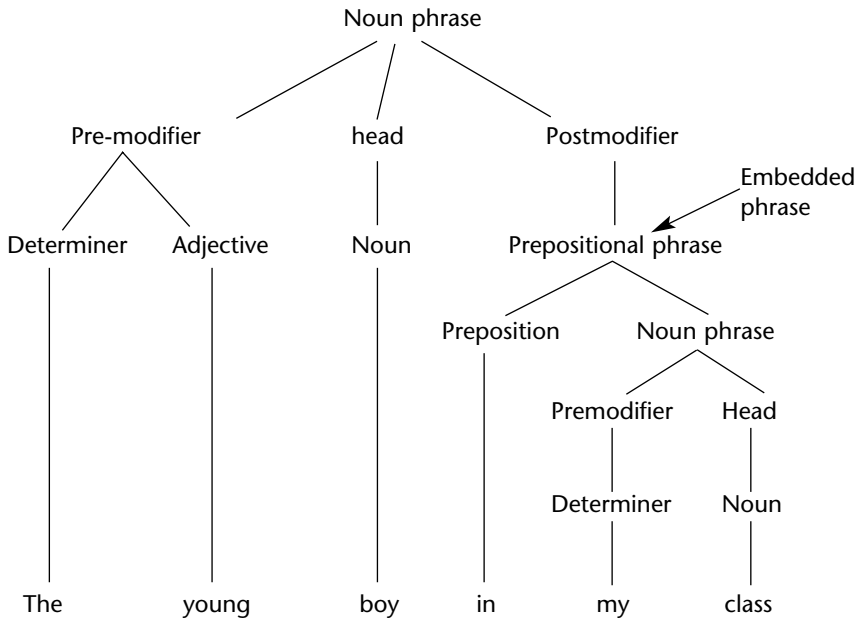 Noun phrase
Pre-modifier head Postmodifier
Embedded
phrase
Determiner Adjective Noun Prepositional phrase
Preposition Noun phrase
Premodifier Head
Determiner Noun
The young boy in my class